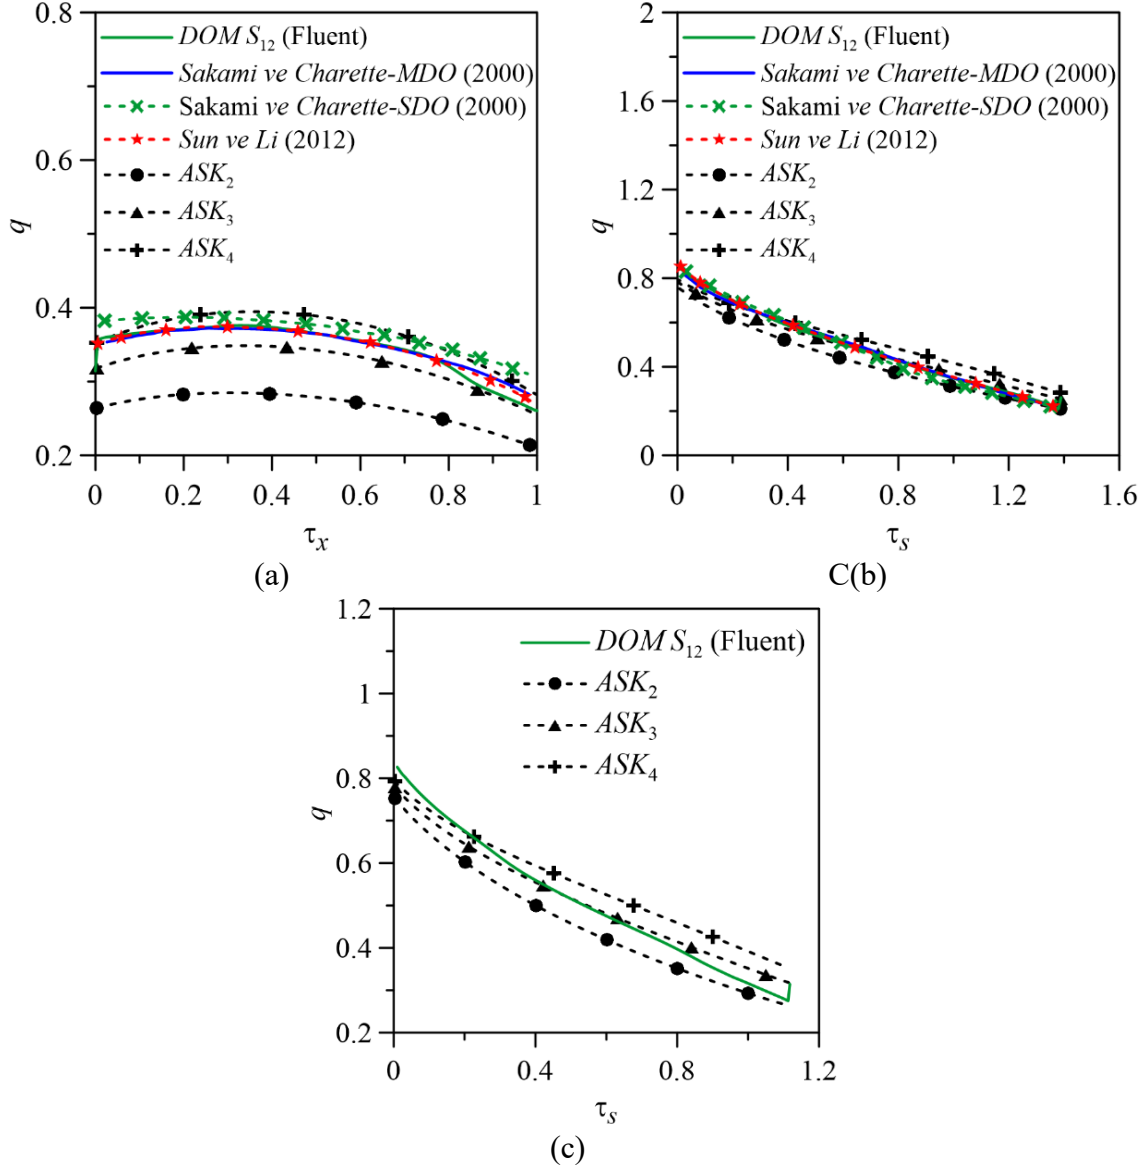 0.8
0.6
0.4
0.2
q
DOM S12 (Fluent)
Sakami ve Charette-MDO (2000)
Sakami ve Charette-SDO (2000)
Sun ve Li (2012)
ASK2
ASK3
ASK4
0 0.2 0.4 0.6 0.8 1
τx
(a)
2
1.6
1.2
0.8
0.4
0
q
DOM S12 (Fluent)
Sakami ve Charette-MDO (2000)
Sakami ve Charette-SDO (2000)
Sun ve Li (2012)
ASK2
ASK3
ASK4
0 0.4 0.8 1.2 1.6
τs
C(b)
1.2
1
0.8
0.6
0.4
0.2
q
DOM S12 (Fluent)
ASK2
ASK3
ASK4
0 0.4 0.8 1.2
τs
(c)